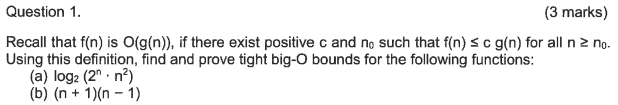 Question 1. (3 marks)
Recall that f(n) is O(g(n)), if there exist positive c and n₀ such that f(n) ≤ c g(n) for all n ≥ n₀.
Using this definition, find and prove tight big-O bounds for the following functions:
(a) log₂ (2ⁿ · n²)
(b) (n + 1)(n − 1)